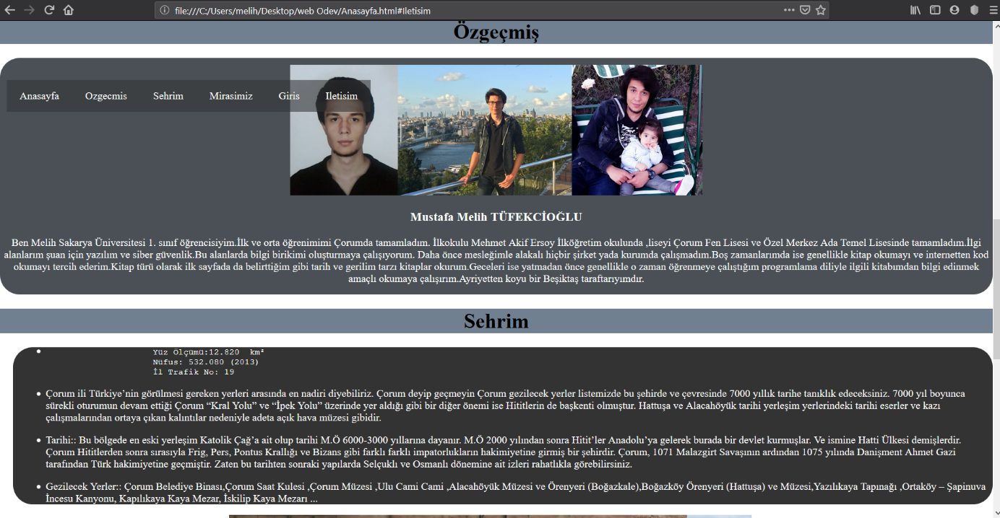 file:///C:/Users/melih/Desktop/web Odev/Anasayfa.html#Iletisim
Özgeçmiş
Anasayfa Ozgecmis Sehrim Mirasimiz Giris Iletisim
Mustafa Melih TÜFEKCİOĞLU
Ben Melih Sakarya Üniversitesi 1. sınıf öğrencisiyim.İlk ve orta öğrenimimi Çorumda tamamladım. İlkokulu Mehmet Akif Ersoy İlköğretim okulunda ,liseyi Çorum Fen Lisesi ve Özel Merkez Ada Temel Lisesinde tamamladım.İlgi
alanlarım şuan için yazılım ve siber güvenlik.Bu alanlarda bilgi birikimi oluşturmaya çalışıyorum. Daha önce mesleğimle alakalı hiçbir şirket yada kurumda çalışmadım.Boş zamanlarımda ise genellikle kitap okumayı ve internetten kod
okumayı tercih ederim.Kitap türü olarak ilk sayfada da belirttiğim gibi tarih ve gerilim tarzı kitaplar okurum.Geceleri ise yatmadan önce genellikle o zaman öğrenmeye çalıştığım programlama diliyle ilgili kitabımdan bilgi edinmek
amaçlı okumaya çalışırım.Ayriyetten koyu bir Beşiktaş taraftarıyımdır.
Sehrim
Yüz Ölçümü:12.820 km²
Nüfus: 532.080 (2013)
İl Trafik No: 19
Çorum ili Türkiye’nin görülmesi gereken yerleri arasında en nadiri diyebiliriz. Çorum deyip geçmeyin Çorum gezilecek yerler listemizde bu şehirde ve çevresinde 7000 yıllık tarihe tanıklık edeceksiniz. 7000 yıl boyunca
sürekli oturumun devam ettiği Çorum “Kral Yolu” ve “İpek Yolu” üzerinde yer aldığı gibi bir diğer önemi ise Hititlerin de başkenti olmuştur. Hattuşa ve Alacahöyük tarihi yerleşim yerlerindeki tarihi eserler ve kazı
çalışmalarından ortaya çıkan kalıntılar nedeniyle adeta açık hava müzesi gibidir.
Tarihi:: Bu bölgede en eski yerleşim Katolik Çağ’a ait olup tarihi M.Ö 6000-3000 yıllarına dayanır. M.Ö 2000 yılından sonra Hitit’ler Anadolu’ya gelerek burada bir devlet kurmuşlar. Ve ismine Hatti Ülkesi demişlerdir.
Çorum Hititlerden sonra sırasıyla Frig, Pers, Pontus Krallığı ve Bizans gibi farklı farklı impatorlukların hakimiyetine girmiş bir şehirdir. Çorum, 1071 Malazgirt Savaşının ardından 1075 yılında Danişment Ahmet Gazi
tarafından Türk hakimiyetine geçmiştir. Zaten bu tarihten sonraki yapılarda Selçuklı ve Osmanlı dönemine ait izleri rahatlıkla görebilirsiniz.
Gezilecek Yerler:: Çorum Belediye Binası,Çorum Saat Kulesi ,Çorum Müzesi ,Ulu Cami Cami ,Alacahöyük Müzesi ve Örenyeri (Boğazkale),Boğazköy Örenyeri (Hattuşa) ve Müzesi,Yazılıkaya Tapınağı ,Ortaköy – Şapinuva
İncesu Kanyonu, Kapılıkaya Kaya Mezar, İskilip Kaya Mezarı ...